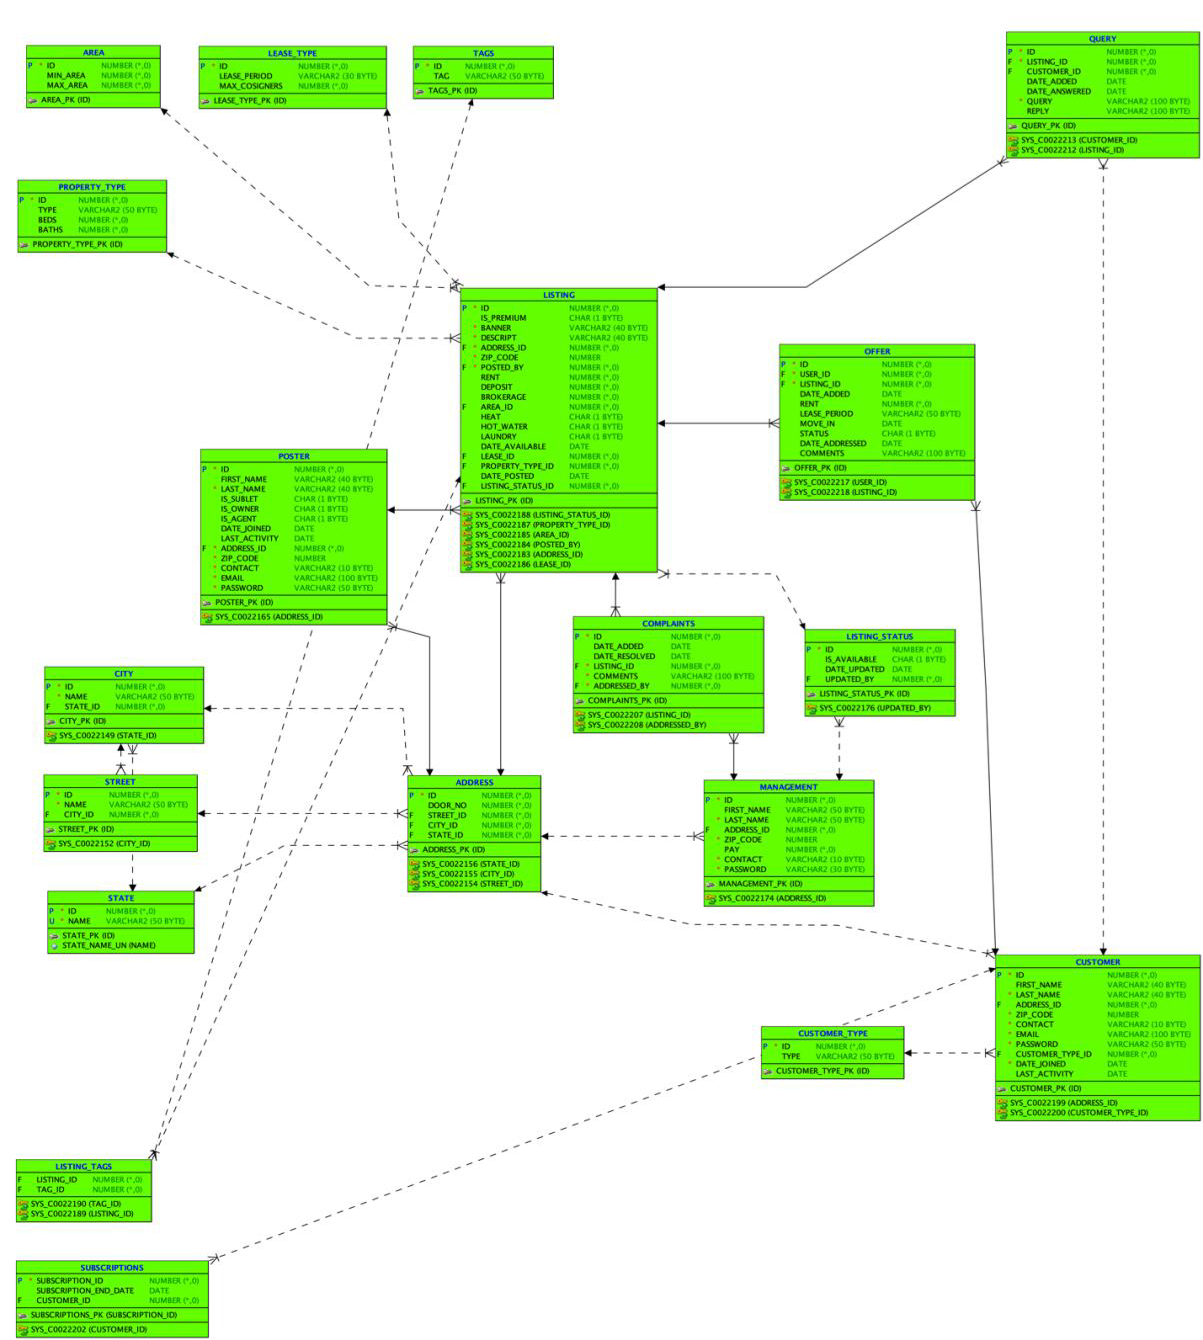 AREA
P * ID NUMBER (*,0)
MIN_AREA NUMBER (*,0)
MAX_AREA NUMBER (*,0)
AREA_PK (ID)
LEASE_TYPE
P * ID NUMBER (*,0)
LEASE_PERIOD VARCHAR2 (30 BYTE)
MAX_COSIGNERS NUMBER (*,0)
LEASE_TYPE_PK (ID)
TAGS
P * ID NUMBER (*,0)
TAG VARCHAR2 (50 BYTE)
TAGS_PK (ID)
QUERY
P * ID NUMBER (*,0)
F * LISTING_ID NUMBER (*,0)
F CUSTOMER_ID NUMBER (*,0)
DATE_ADDED DATE
DATE_ANSWERED DATE
* QUERY VARCHAR2 (100 BYTE)
REPLY VARCHAR2 (100 BYTE)
QUERY_PK (ID)
SYS_C0022213 (CUSTOMER_ID)
SYS_C0022212 (LISTING_ID)
PROPERTY_TYPE
P * ID NUMBER (*,0)
TYPE VARCHAR2 (50 BYTE)
BEDS NUMBER (*,0)
BATHS NUMBER (*,0)
PROPERTY_TYPE_PK (ID)
LISTING
P * ID NUMBER (*,0)
IS_PREMIUM CHAR (1 BYTE)
* BANNER VARCHAR2 (40 BYTE)
* DESCRIPT VARCHAR2 (40 BYTE)
F * ADDRESS_ID NUMBER (*,0)
* ZIP_CODE NUMBER
F * POSTED_BY NUMBER (*,0)
RENT NUMBER (*,0)
DEPOSIT NUMBER (*,0)
BROKERAGE NUMBER (*,0)
F AREA_ID NUMBER (*,0)
HEAT CHAR (1 BYTE)
HOT_WATER CHAR (1 BYTE)
LAUNDRY CHAR (1 BYTE)
DATE_AVAILABLE DATE
F LEASE_ID NUMBER (*,0)
F PROPERTY_TYPE_ID NUMBER (*,0)
DATE_POSTED DATE
F LISTING_STATUS_ID NUMBER (*,0)
LISTING_PK (ID)
SYS_C0022188 (LISTING_STATUS_ID)
SYS_C0022187 (PROPERTY_TYPE_ID)
SYS_C0022185 (AREA_ID)
SYS_C0022184 (POSTED_BY)
SYS_C0022183 (ADDRESS_ID)
SYS_C0022186 (LEASE_ID)
OFFER
P * ID NUMBER (*,0)
F * USER_ID NUMBER (*,0)
F * LISTING_ID NUMBER (*,0)
DATE_ADDED DATE
RENT NUMBER (*,0)
LEASE_PERIOD VARCHAR2 (50 BYTE)
MOVE_IN DATE
STATUS CHAR (1 BYTE)
DATE_ADDRESSED DATE
COMMENTS VARCHAR2 (100 BYTE)
OFFER_PK (ID)
SYS_C0022217 (USER_ID)
SYS_C0022218 (LISTING_ID)
POSTER
P * ID NUMBER (*,0)
FIRST_NAME VARCHAR2 (40 BYTE)
* LAST_NAME VARCHAR2 (40 BYTE)
IS_SUBLET CHAR (1 BYTE)
IS_OWNER CHAR (1 BYTE)
IS_AGENT CHAR (1 BYTE)
DATE_JOINED DATE
LAST_ACTIVITY DATE
F * ADDRESS_ID NUMBER (*,0)
* ZIP_CODE NUMBER
* CONTACT VARCHAR2 (10 BYTE)
* EMAIL VARCHAR2 (100 BYTE)
* PASSWORD VARCHAR2 (50 BYTE)
POSTER_PK (ID)
SYS_C0022165 (ADDRESS_ID)
COMPLAINTS
P * ID NUMBER (*,0)
DATE_ADDED DATE
DATE_RESOLVED DATE
F * LISTING_ID NUMBER (*,0)
* COMMENTS VARCHAR2 (100 BYTE)
F * ADDRESSED_BY NUMBER (*,0)
COMPLAINTS_PK (ID)
SYS_C0022207 (LISTING_ID)
SYS_C0022208 (ADDRESSED_BY)
LISTING_STATUS
P * ID NUMBER (*,0)
IS_AVAILABLE CHAR (1 BYTE)
DATE_UPDATED DATE
F UPDATED_BY NUMBER (*,0)
LISTING_STATUS_PK (ID)
SYS_C0022176 (UPDATED_BY)
CITY
P * ID NUMBER (*,0)
* NAME VARCHAR2 (50 BYTE)
F STATE_ID NUMBER (*,0)
CITY_PK (ID)
SYS_C0022149 (STATE_ID)
STREET
P * ID NUMBER (*,0)
* NAME VARCHAR2 (50 BYTE)
F CITY_ID NUMBER (*,0)
STREET_PK (ID)
SYS_C0022152 (CITY_ID)
ADDRESS
P * ID NUMBER (*,0)
DOOR_NO NUMBER (*,0)
F STREET_ID NUMBER (*,0)
F CITY_ID NUMBER (*,0)
F STATE_ID NUMBER (*,0)
ADDRESS_PK (ID)
SYS_C0022156 (STATE_ID)
SYS_C0022155 (CITY_ID)
SYS_C0022154 (STREET_ID)
MANAGEMENT
P * ID NUMBER (*,0)
FIRST_NAME VARCHAR2 (50 BYTE)
* LAST_NAME VARCHAR2 (50 BYTE)
F ADDRESS_ID NUMBER (*,0)
* ZIP_CODE NUMBER
PAY NUMBER (*,0)
* CONTACT VARCHAR2 (10 BYTE)
* PASSWORD VARCHAR2 (30 BYTE)
MANAGEMENT_PK (ID)
SYS_C0022174 (ADDRESS_ID)
STATE
P * ID NUMBER (*,0)
U * NAME VARCHAR2 (50 BYTE)
STATE_PK (ID)
STATE_NAME_UN (NAME)
CUSTOMER
P * ID NUMBER (*,0)
FIRST_NAME VARCHAR2 (40 BYTE)
* LAST_NAME VARCHAR2 (40 BYTE)
F ADDRESS_ID NUMBER (*,0)
* ZIP_CODE NUMBER
* CONTACT VARCHAR2 (10 BYTE)
* EMAIL VARCHAR2 (100 BYTE)
* PASSWORD VARCHAR2 (50 BYTE)
F CUSTOMER_TYPE_ID NUMBER (*,0)
* DATE_JOINED DATE
LAST_ACTIVITY DATE
CUSTOMER_PK (ID)
SYS_C0022199 (ADDRESS_ID)
SYS_C0022200 (CUSTOMER_TYPE_ID)
CUSTOMER_TYPE
P * ID NUMBER (*,0)
TYPE VARCHAR2 (50 BYTE)
CUSTOMER_TYPE_PK (ID)
LISTING_TAGS
F LISTING_ID NUMBER (*,0)
F TAG_ID NUMBER (*,0)
SYS_C0022190 (TAG_ID)
SYS_C0022189 (LISTING_ID)
SUBSCRIPTIONS
P * SUBSCRIPTION_ID NUMBER (*,0)
SUBSCRIPTION_END_DATE DATE
F CUSTOMER_ID NUMBER (*,0)
SUBSCRIPTIONS_PK (SUBSCRIPTION_ID)
SYS_C0022202 (CUSTOMER_ID)